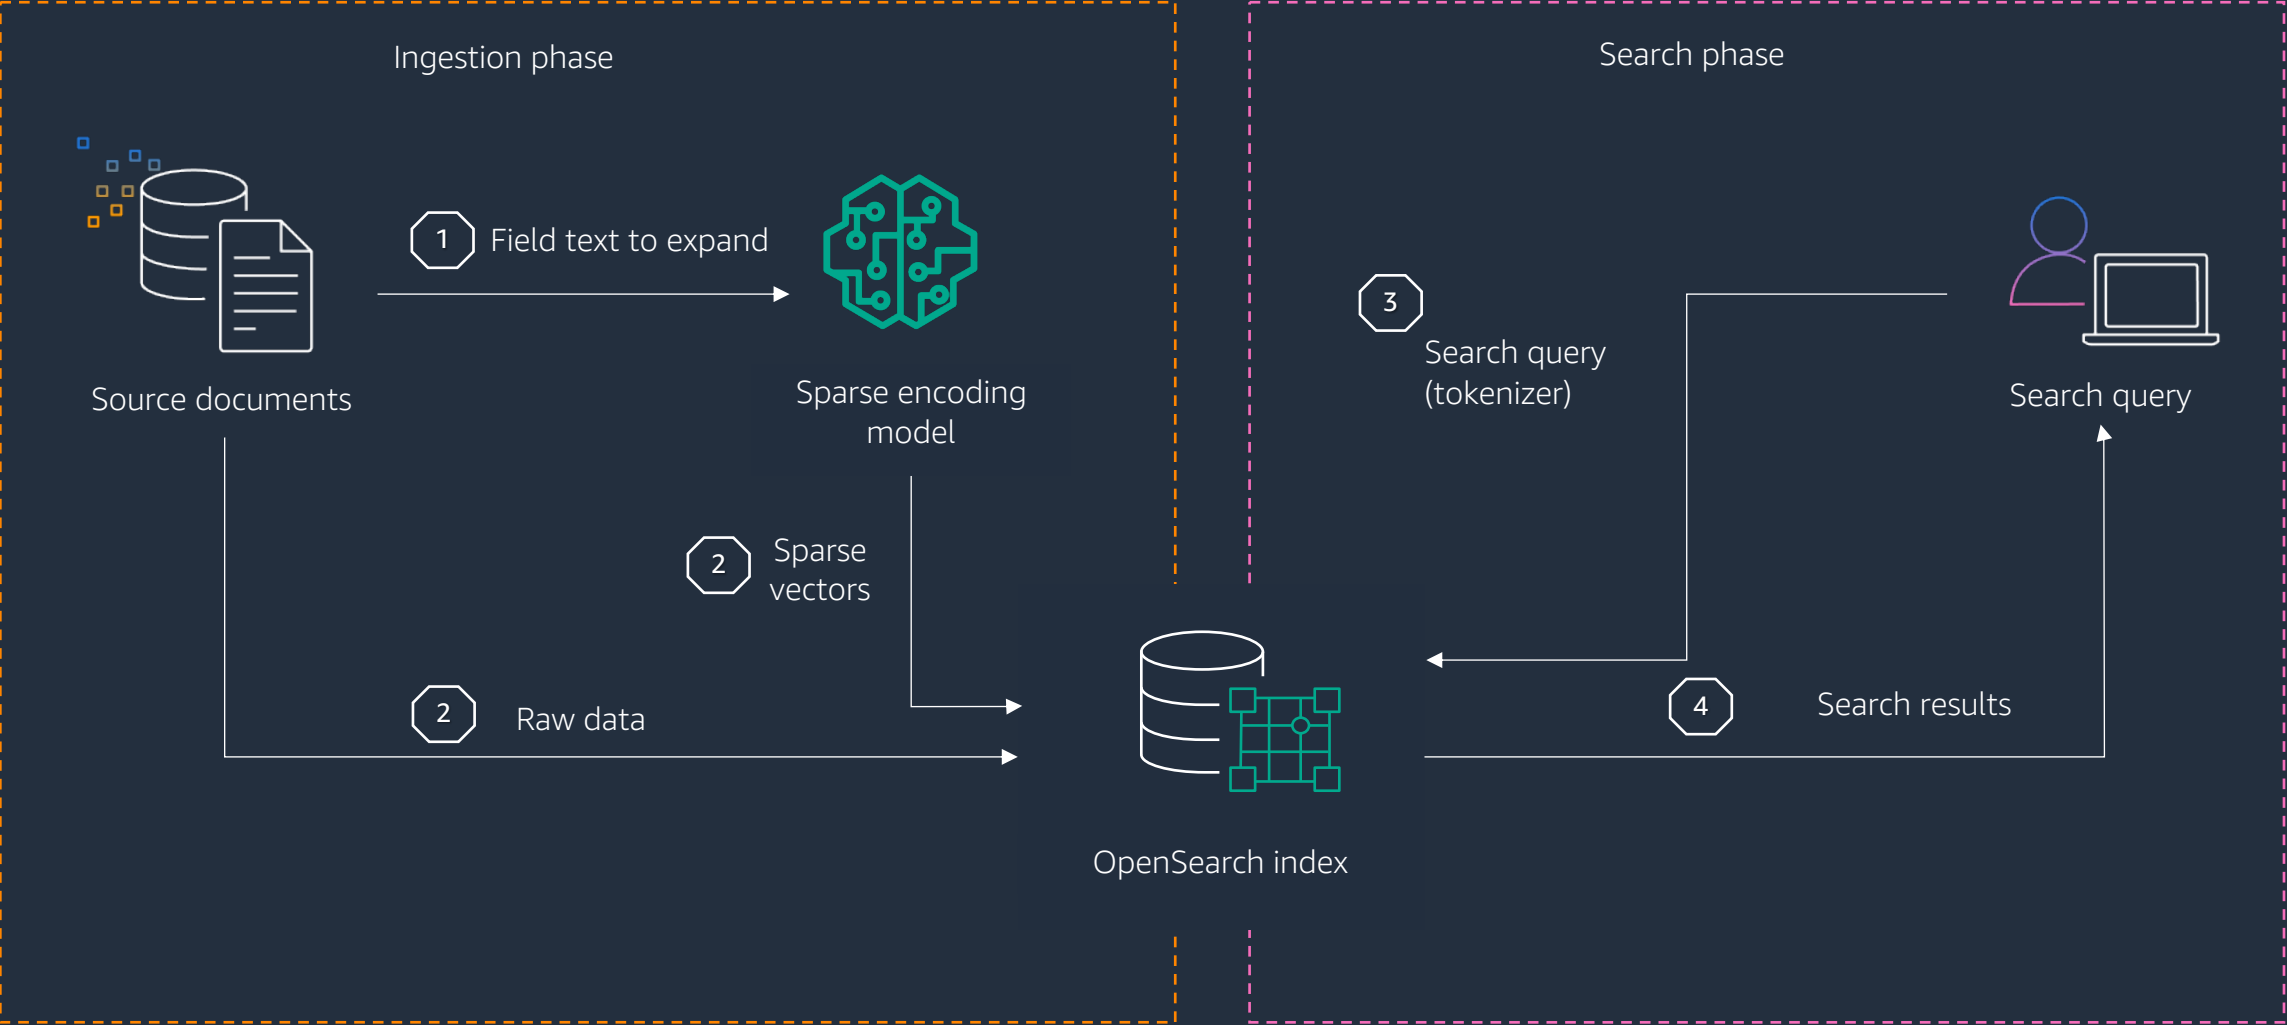 Ingestion phase
Search phase
1
Field text to expand
Source documents
Sparse encoding
model
2
Sparse
vectors
2
Raw data
3
Search query
(tokenizer)
Search query
4
Search results
OpenSearch index